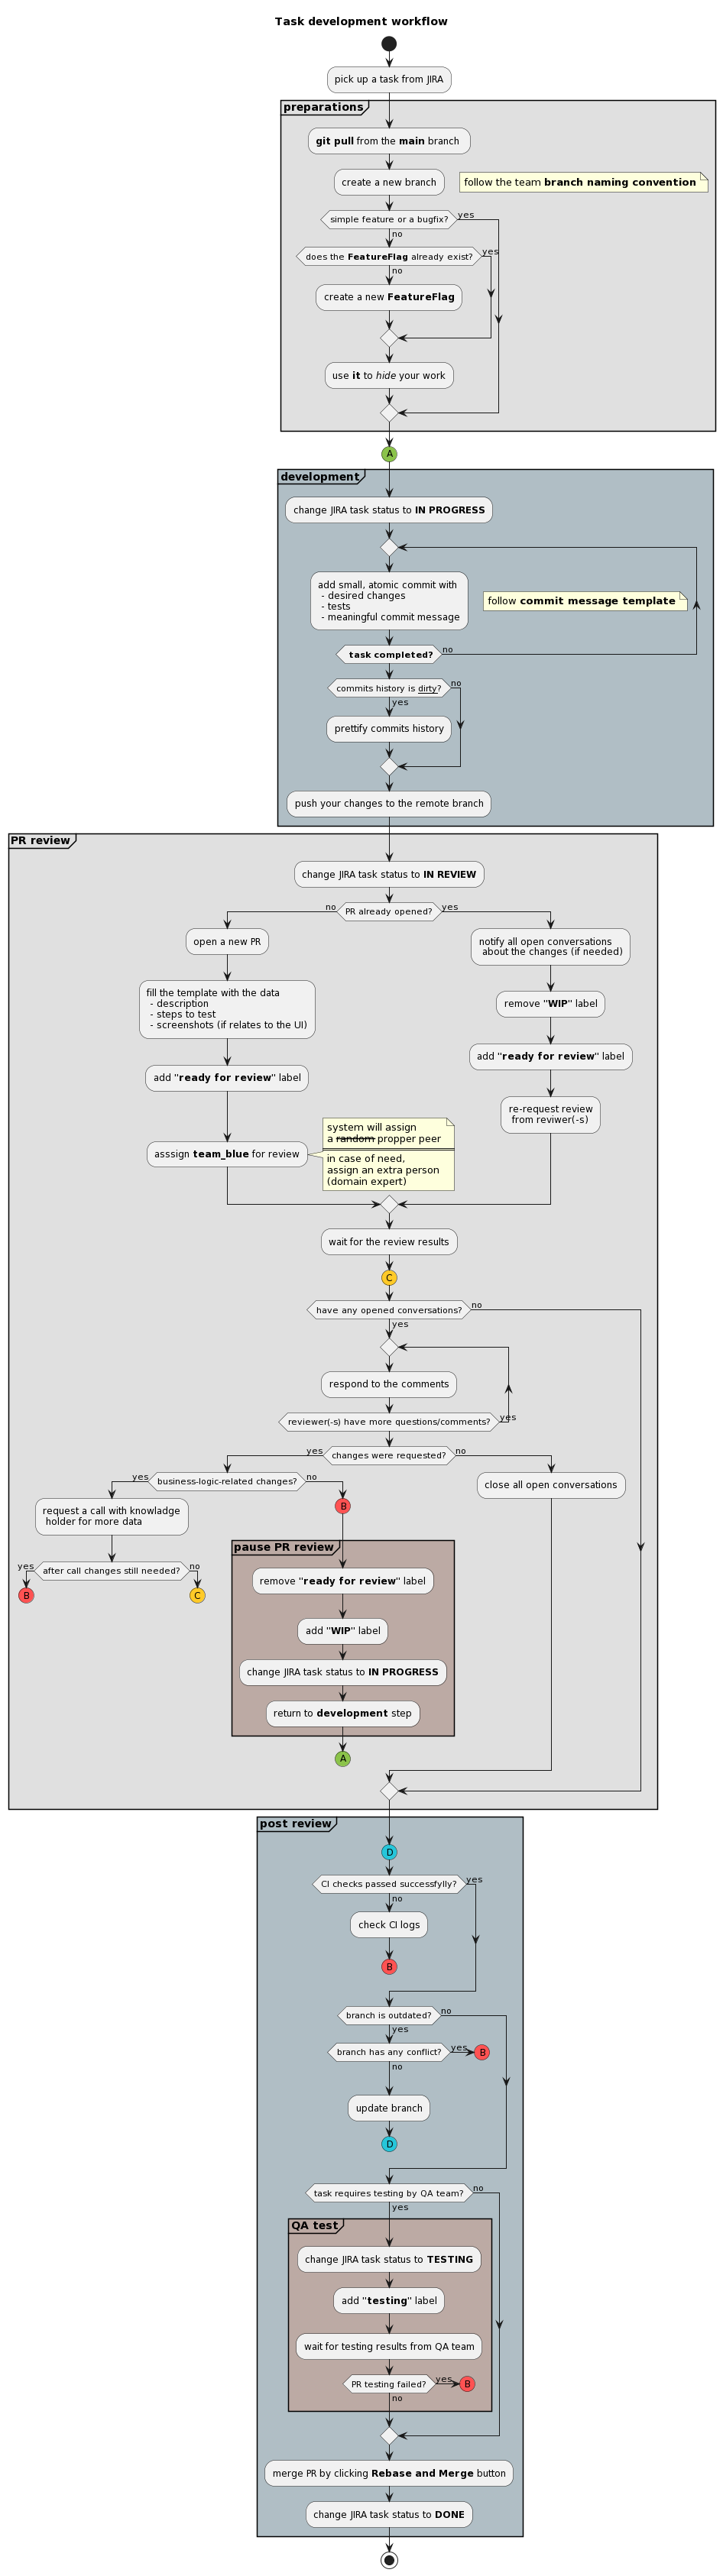 Task development workflow
pick up a task from JIRA
preparations
git pull from the main branch
create a new branch
follow the team branch naming convention
simple feature or a bugfix?
yes
no
does the FeatureFlag already exist?
yes
no
create a new FeatureFlag
use it to hide your work
A
development
change JIRA task status to IN PROGRESS
add small, atomic commit with
- desired changes
- tests
- meaningful commit message
follow commit message template
task completed?
no
commits history is dirty?
no
yes
prettify commits history
push your changes to the remote branch
PR review
change JIRA task status to IN REVIEW
no
PR already opened?
yes
open a new PR
fill the template with the data
- description
- steps to test
- screenshots (if relates to the UI)
add "ready for review" label
asssign team_blue for review
system will assign
a random propper peer
in case of need,
assign an extra person
(domain expert)
notify all open conversations
about the changes (if needed)
remove "WIP" label
add "ready for review" label
re-request review
from reviwer(-s)
wait for the review results
C
have any opened conversations?
no
yes
respond to the comments
reviewer(-s) have more questions/comments?
yes
yes
changes were requested?
no
yes
business-logic-related changes?
no
request a call with knowladge
holder for more data
yes
after call changes still needed?
no
B
C
B
pause PR review
remove "ready for review" label
add "WIP" label
change JIRA task status to IN PROGRESS
return to development step
A
close all open conversations
post review
D
CI checks passed successfylly?
yes
no
check CI logs
B
branch is outdated?
no
yes
branch has any conflict?
yes
B
no
update branch
D
task requires testing by QA team?
no
yes
QA test
change JIRA task status to TESTING
add "testing" label
wait for testing results from QA team
PR testing failed?
yes
B
no
merge PR by clicking Rebase and Merge button
change JIRA task status to DONE